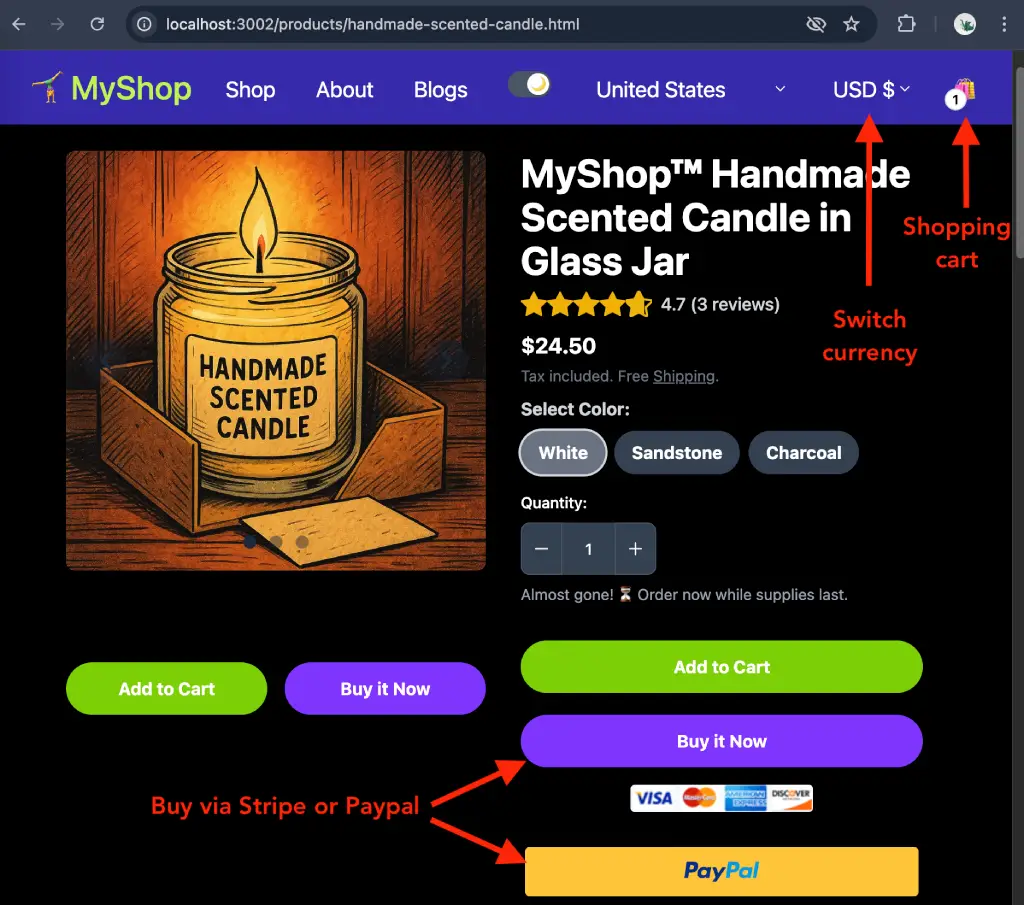 localhost:3002/products/handmade-scented-candle.html
MyShop
Shop
About
Blogs
United States
USD $
1
HANDMADE
SCENTED
CANDLE
MyShop™ Handmade
Scented Candle in
Glass Jar
4.7 (3 reviews)
$24.50
Tax included. Free Shipping.
Select Color:
White
Sandstone
Charcoal
Quantity:
− 1 +
Almost gone! ⏳ Order now while supplies last.
Add to Cart
Buy it Now
Add to Cart
Buy it Now
VISA
MasterCard
AMERICAN
EXPRESS
DISCOVER
PayPal
Shopping
cart
Switch
currency
Buy via Stripe or Paypal